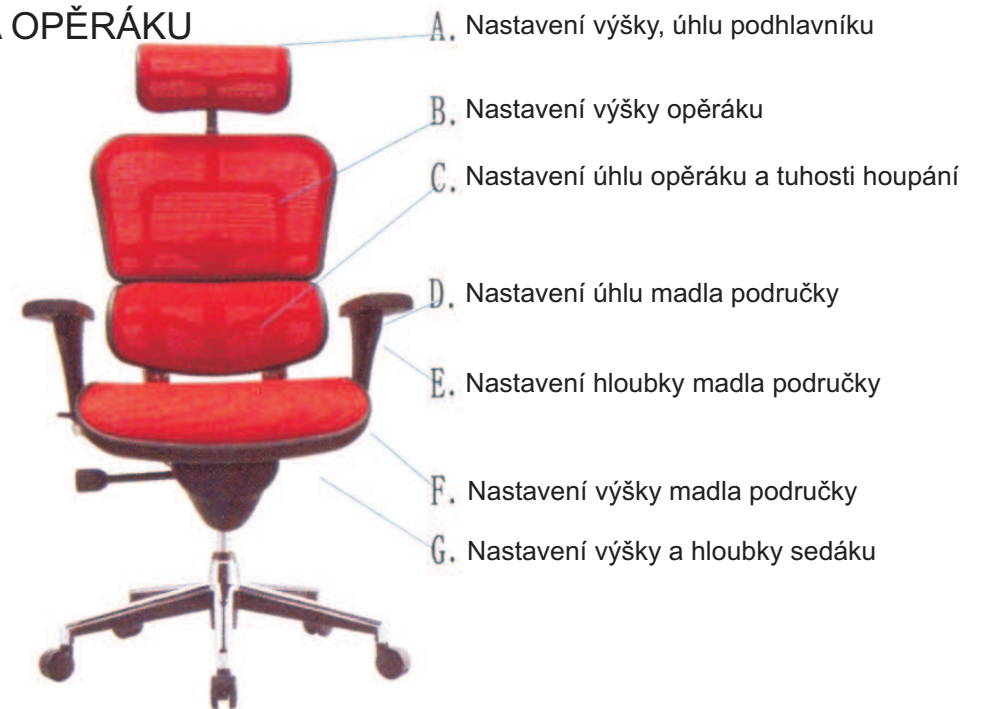 A OPĚRÁKU
A. Nastavení výšky, úhlu podhlavníku
B. Nastavení výšky opěráku
C. Nastavení úhlu opěráku a tuhosti houpání
D. Nastavení úhlu madla područky
E. Nastavení hloubky madla područky
F. Nastavení výšky madla područky
G. Nastavení výšky a hloubky sedáku